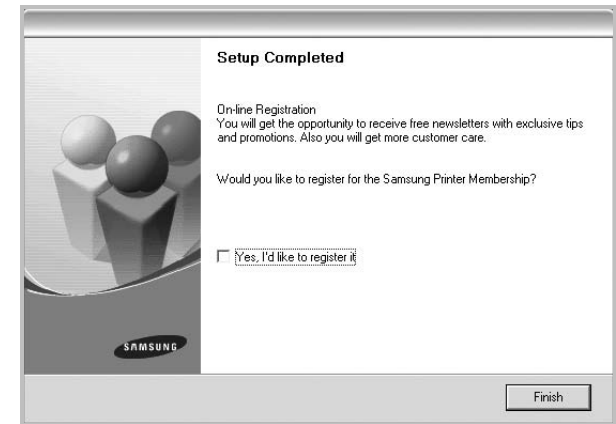 Setup Completed
On-line Registration
You will get the opportunity to receive free newsletters with exclusive tips
and promotions. Also you will get more customer care.
Would you like to register for the Samsung Printer Membership?
Yes, I'd like to register it
SAMSUNG
Finish